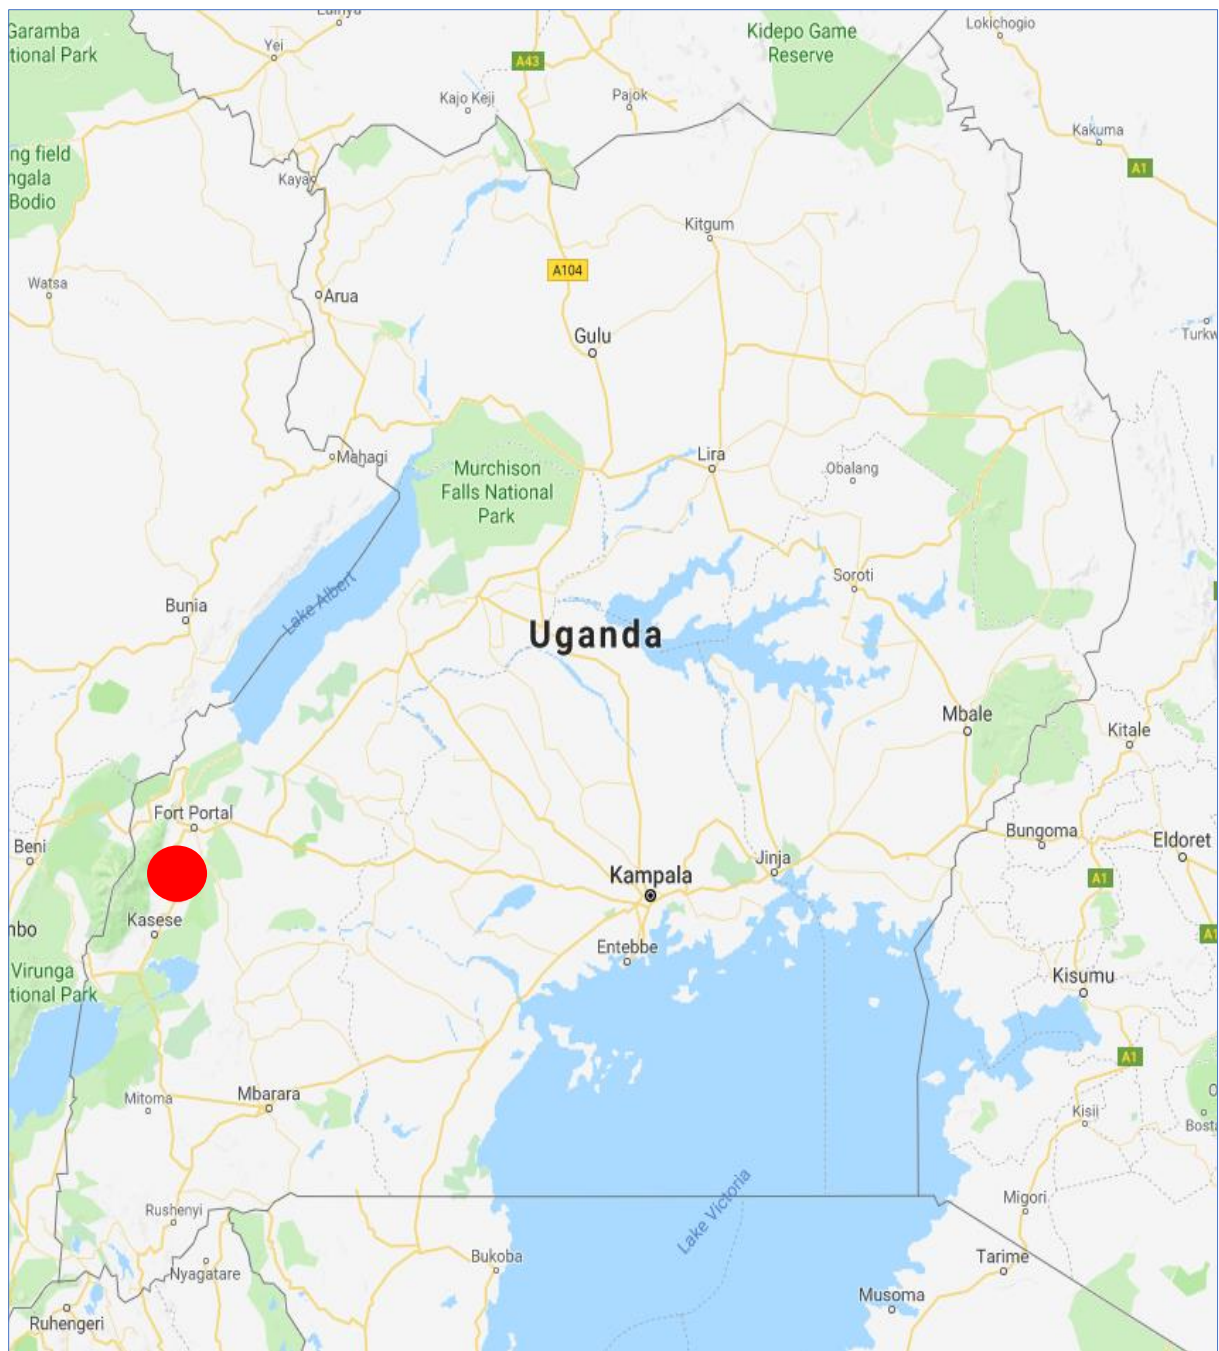 Garamba
tional Park
Yei
A43
Kidepo Game
Reserve
Lokichogio
Kajo Keji
Pajok
Kakuma
A1
ng field
ngala
Bodio
Kaya
Kitgum
A104
Watsa
Arua
Gulu
Turkw
Mahagi
Murchison
Falls National
Park
Lira
Obalang
Lake Albert
Soroti
Bunia
Uganda
Mbale
Kitale
Fort Portal
Beni
Bungoma
Eldoret
Kampala
Jinja
A1
Kasese
mbo
Entebbe
A1
Virunga
tional Park
Kisumu
A1
Mitoma
Mbarara
Kisii
Bost
Rushenyi
Lake Victoria
Migori
Nyagatare
Bukoba
Tarime
Musoma
Ruhengeri